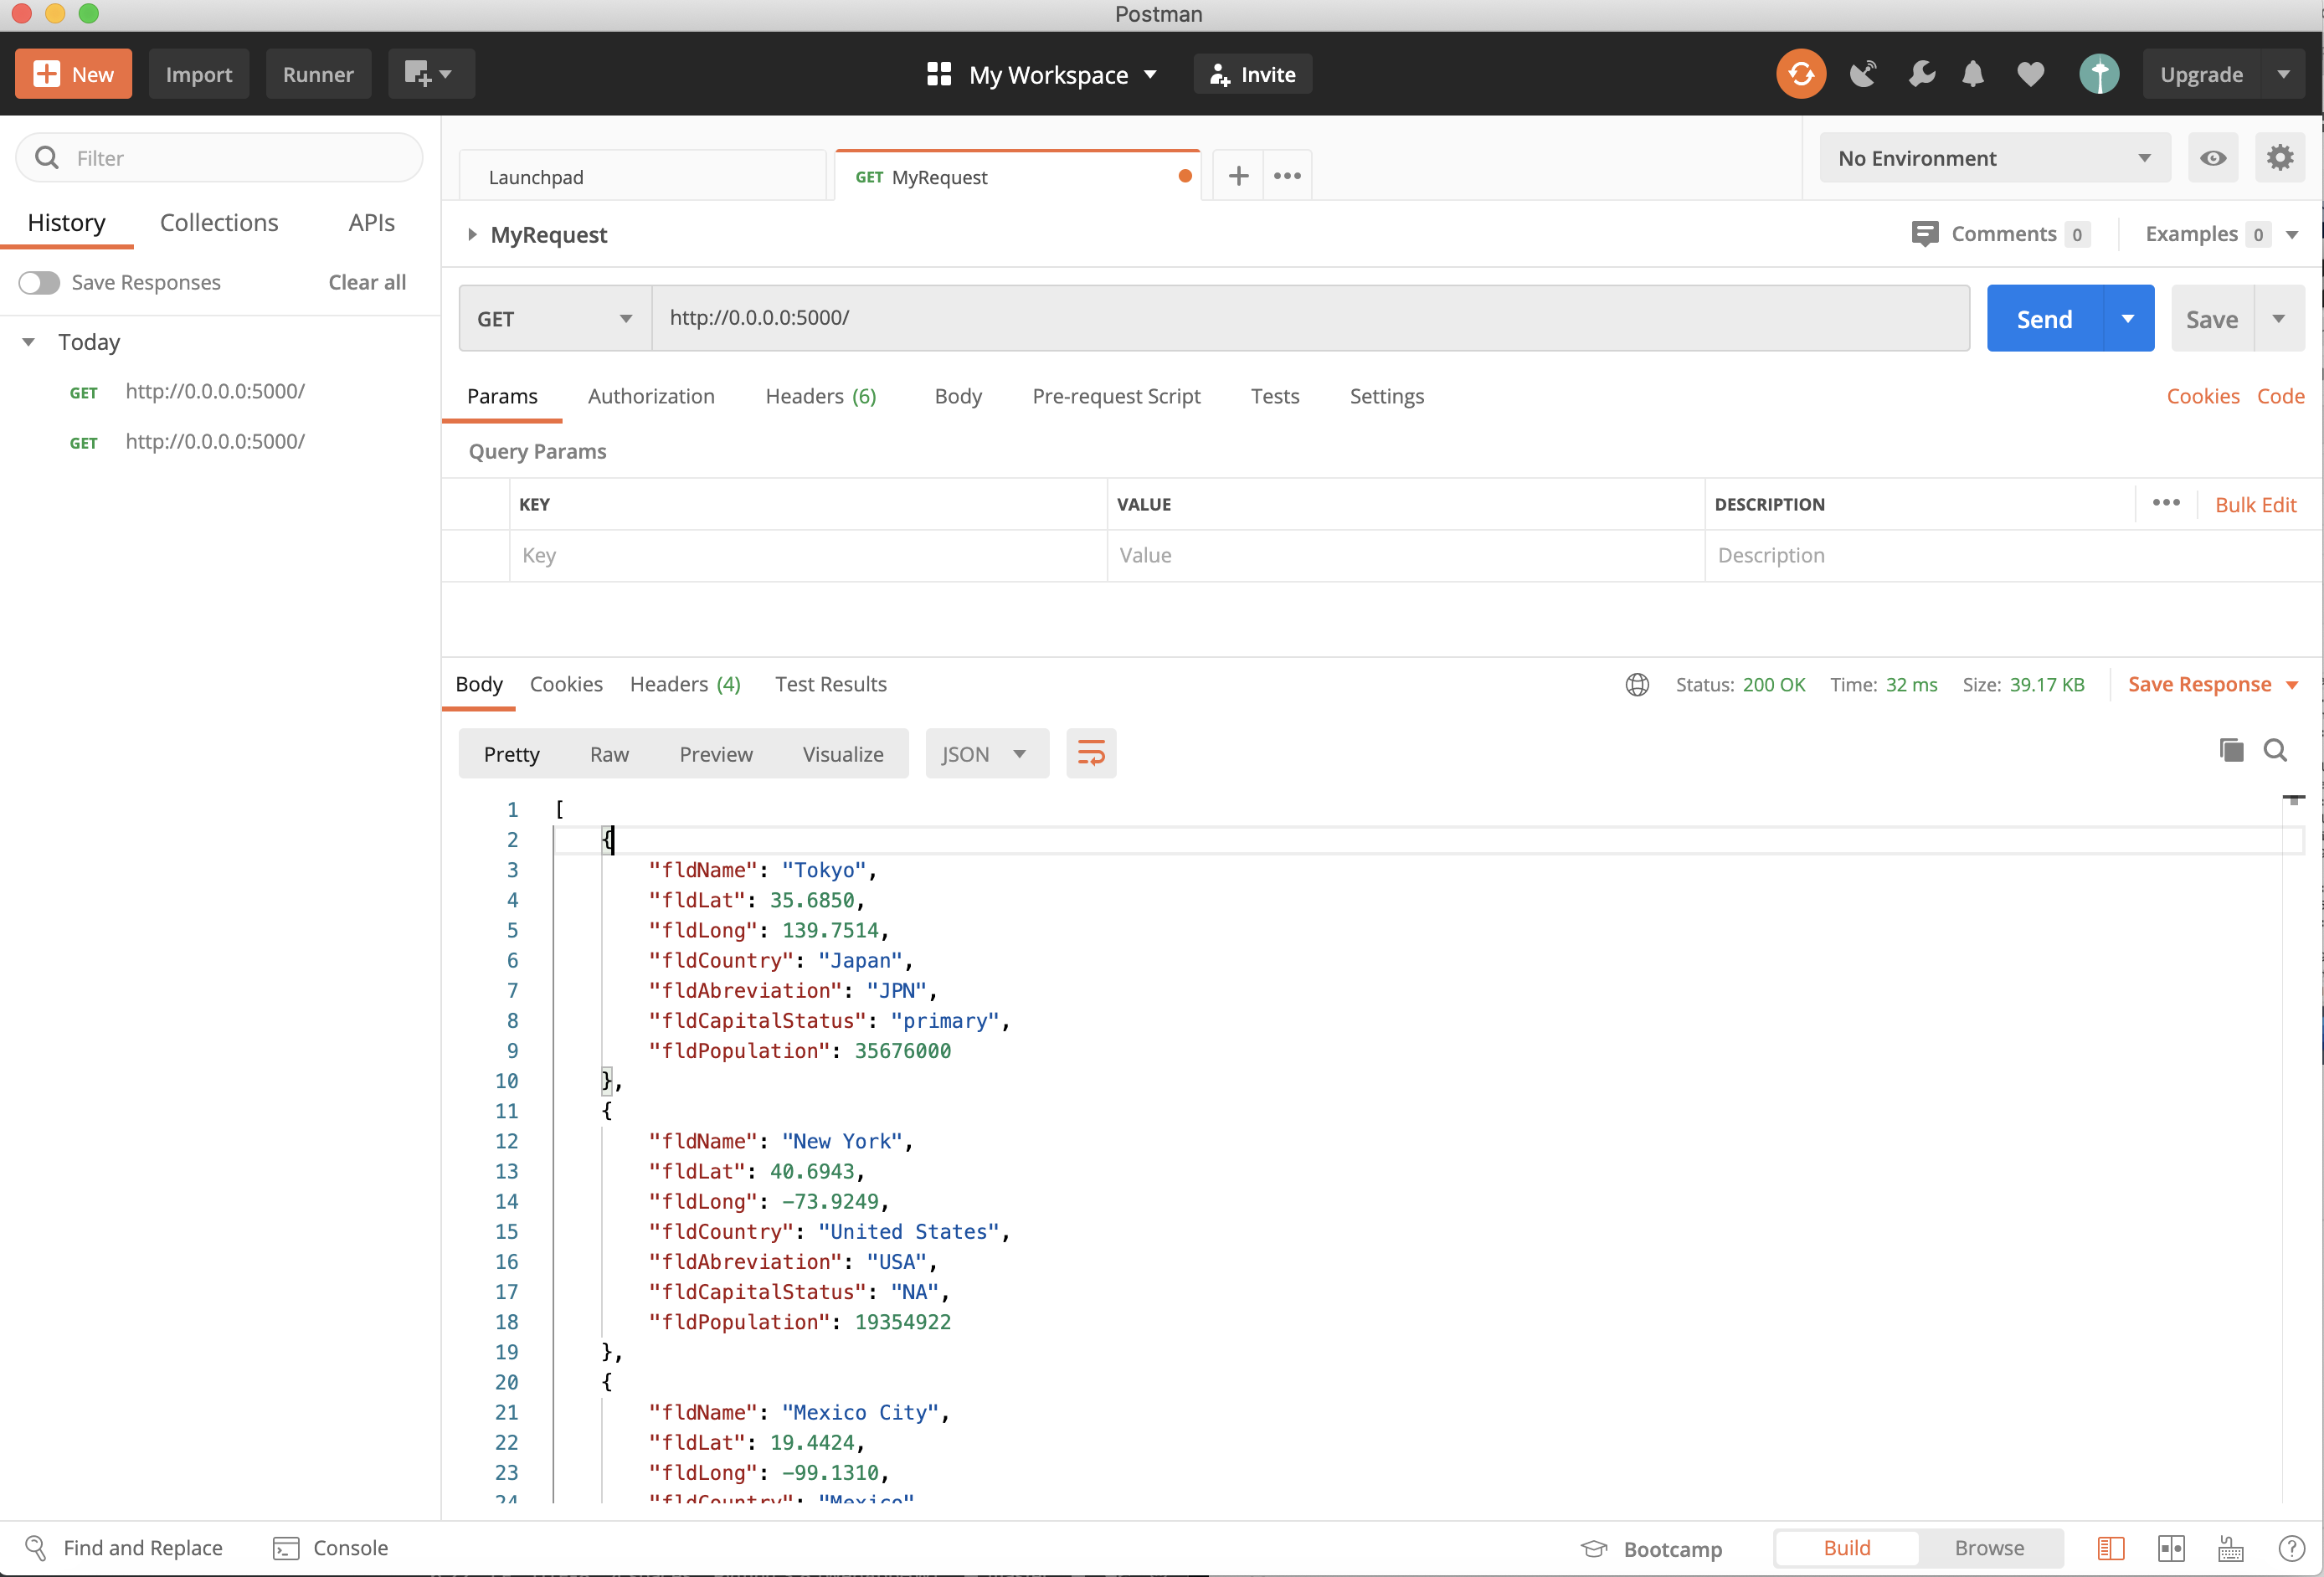 Postman
New Import Runner My Workspace Invite Upgrade
Filter
History Collections APIs
Save Responses Clear all
Today
GET http://0.0.0.0:5000/
GET http://0.0.0.0:5000/
Launchpad GET MyRequest No Environment
MyRequest Comments 0 Examples 0
GET http://0.0.0.0:5000/ Send Save
Params Authorization Headers (6) Body Pre-request Script Tests Settings Cookies Code
Query Params
KEY VALUE DESCRIPTION Bulk Edit
Key Value Description
Body Cookies Headers (4) Test Results Status: 200 OK Time: 32 ms Size: 39.17 KB Save Response
Pretty Raw Preview Visualize JSON
1 [
2 {
3 "fldName": "Tokyo",
4 "fldLat": 35.6850,
5 "fldLong": 139.7514,
6 "fldCountry": "Japan",
7 "fldAbreviation": "JPN",
8 "fldCapitalStatus": "primary",
9 "fldPopulation": 35676000
10 },
11 {
12 "fldName": "New York",
13 "fldLat": 40.6943,
14 "fldLong": -73.9249,
15 "fldCountry": "United States",
16 "fldAbreviation": "USA",
17 "fldCapitalStatus": "NA",
18 "fldPopulation": 19354922
19 },
20 {
21 "fldName": "Mexico City",
22 "fldLat": 19.4424,
23 "fldLong": -99.1310,
24 "fldCountry": "Mexico"
Find and Replace Console Bootcamp Build Browse